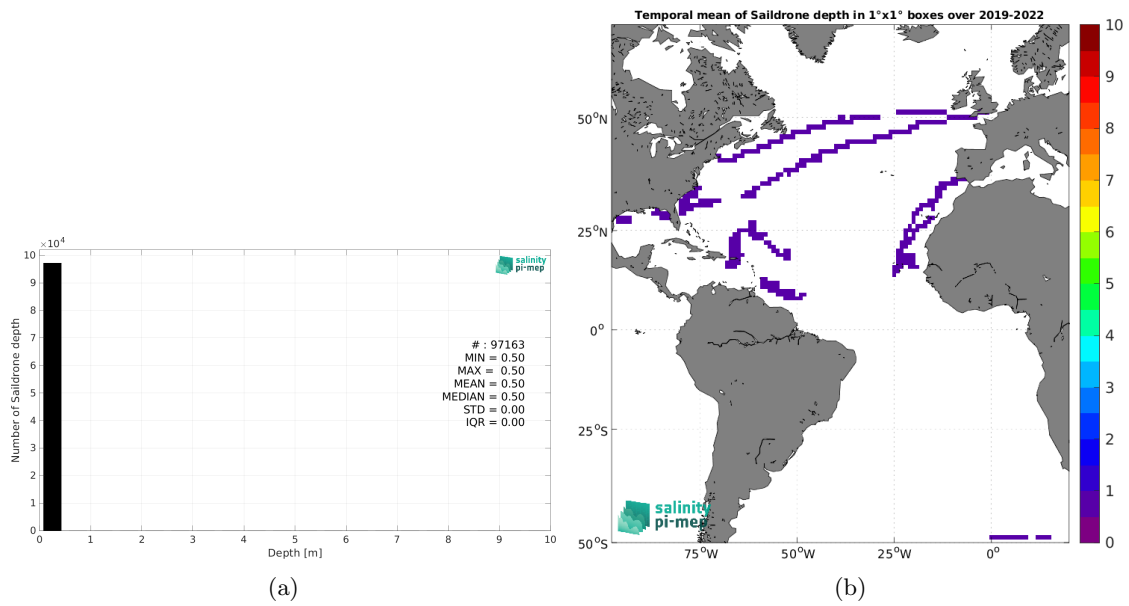 ×10⁴
10
9
8
7
6
5
4
3
2
1
0
Number of Saildrone depth
salinity
pi-mep
# : 97163
MIN = 0.50
MAX = 0.50
MEAN = 0.50
MEDIAN = 0.50
STD = 0.00
IQR = 0.00
0 1 2 3 4 5 6 7 8 9 10
Depth [m]
(a)
Temporal mean of Saildrone depth in 1°x1° boxes over 2019-2022
50°N
25°N
0°
25°S
50°S
75°W 50°W 25°W 0°
salinity
pi-mep
10
9
8
7
6
5
4
3
2
1
0
(b)